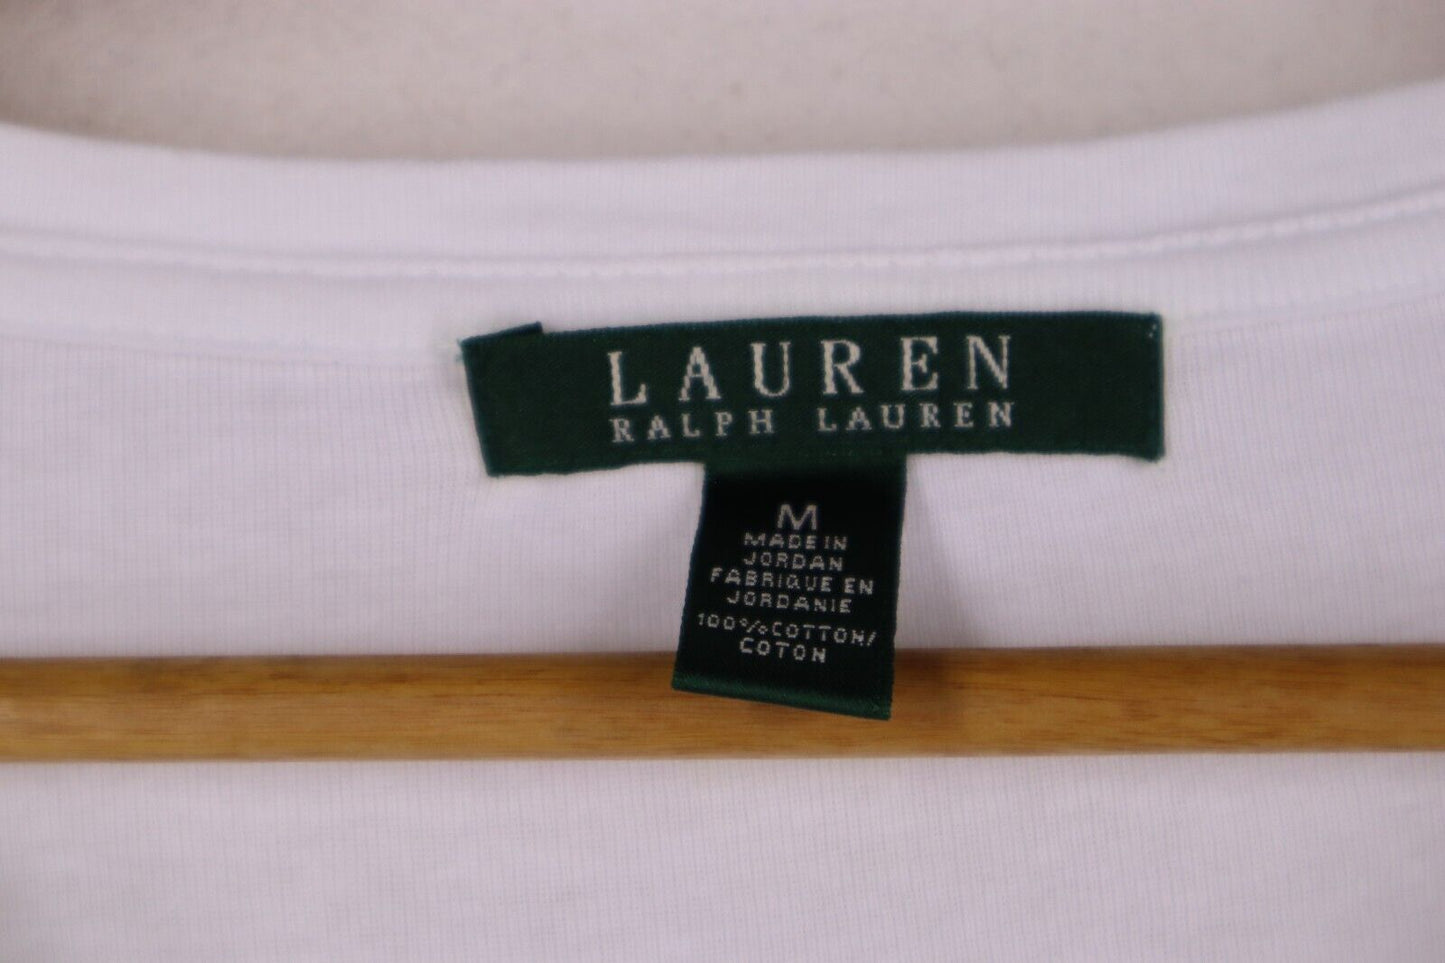 LAUREN
RALPH LAUREN
M
MADE IN
JORDAN
FABRIQUE EN
JORDANIE
100%COTTON/
COTON